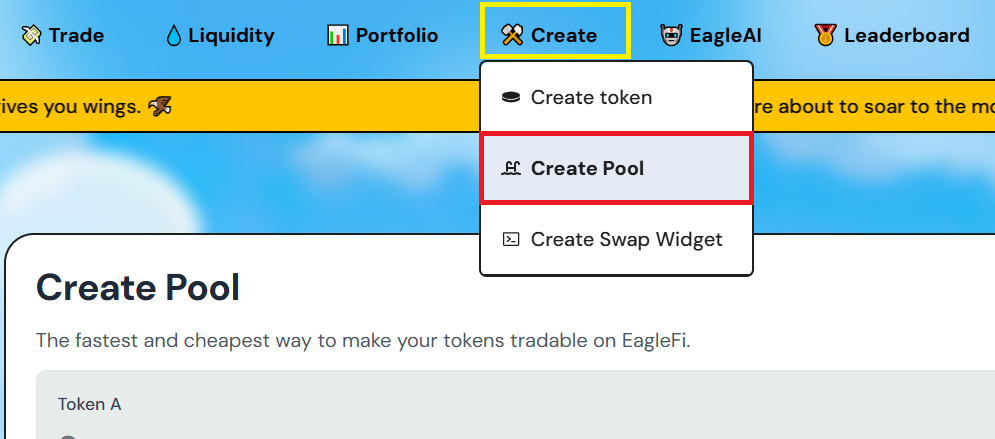 Trade Liquidity Portfolio Create EagleAI Leaderboard
gives you wings. re about to soar to the mo
Create token
Create Pool
Create Swap Widget
Create Pool
The fastest and cheapest way to make your tokens tradable on EagleFi.
Token A